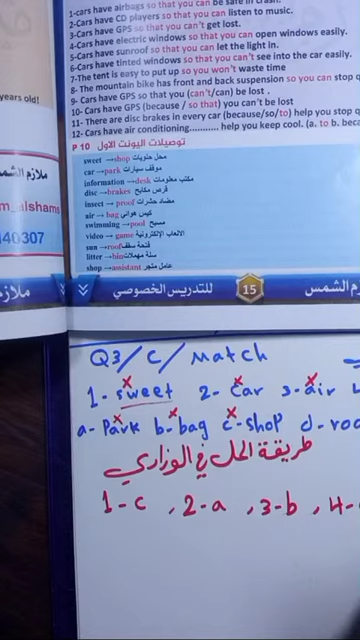 1-cars have airbags so that you can be safe in crash.
2-Cars have CD players so that you can listen to music.
3-Cars have GPS so that you can't get lost.
4-Cars have electric windows so that you can open windows easily.
5-Cars have sunroof so that you can let the light in.
6-Cars have tinted windows so that you can't see into the car easily.
7-The tent is easy to put up so you won't waste time
8- The mountain bike has front and back suspension so you can stop q
9- Cars have GPS so that you (can't/can) be lost .
10- Cars have GPS (because / so that) you can't be lost
11- There are disc brakes in every car (because/so/to) help you stop q
12- Cars have air conditioning........... help you keep cool. (a. to b. beca
P 10 توصيلات اليونت الاول
sweet →shop محل حلويات
car →park موقف سيارات
information →desk مكتب معلومات
disc →brakes قرص مكابح
insect → proof مضاد حشرات
air → bag كيس هوائي
swimming →pool مسبح
video → game الالعاب الإلكترونية
sun →roof فتحة سقف
litter →bin سلة مهملات
shop →assistant عامل متجر
years old!
ملازم الشم
m_alshams
40307
ملاز
للتدريس الخصوصي
15
م الشمس
ملازم
Q3/C/Match
1- sweet 2- Car 3- air 4
a- Park b- bag c- shop d- roo
طريقة الحل في الوزاري
1-c , 2-a , 3-b , 4-